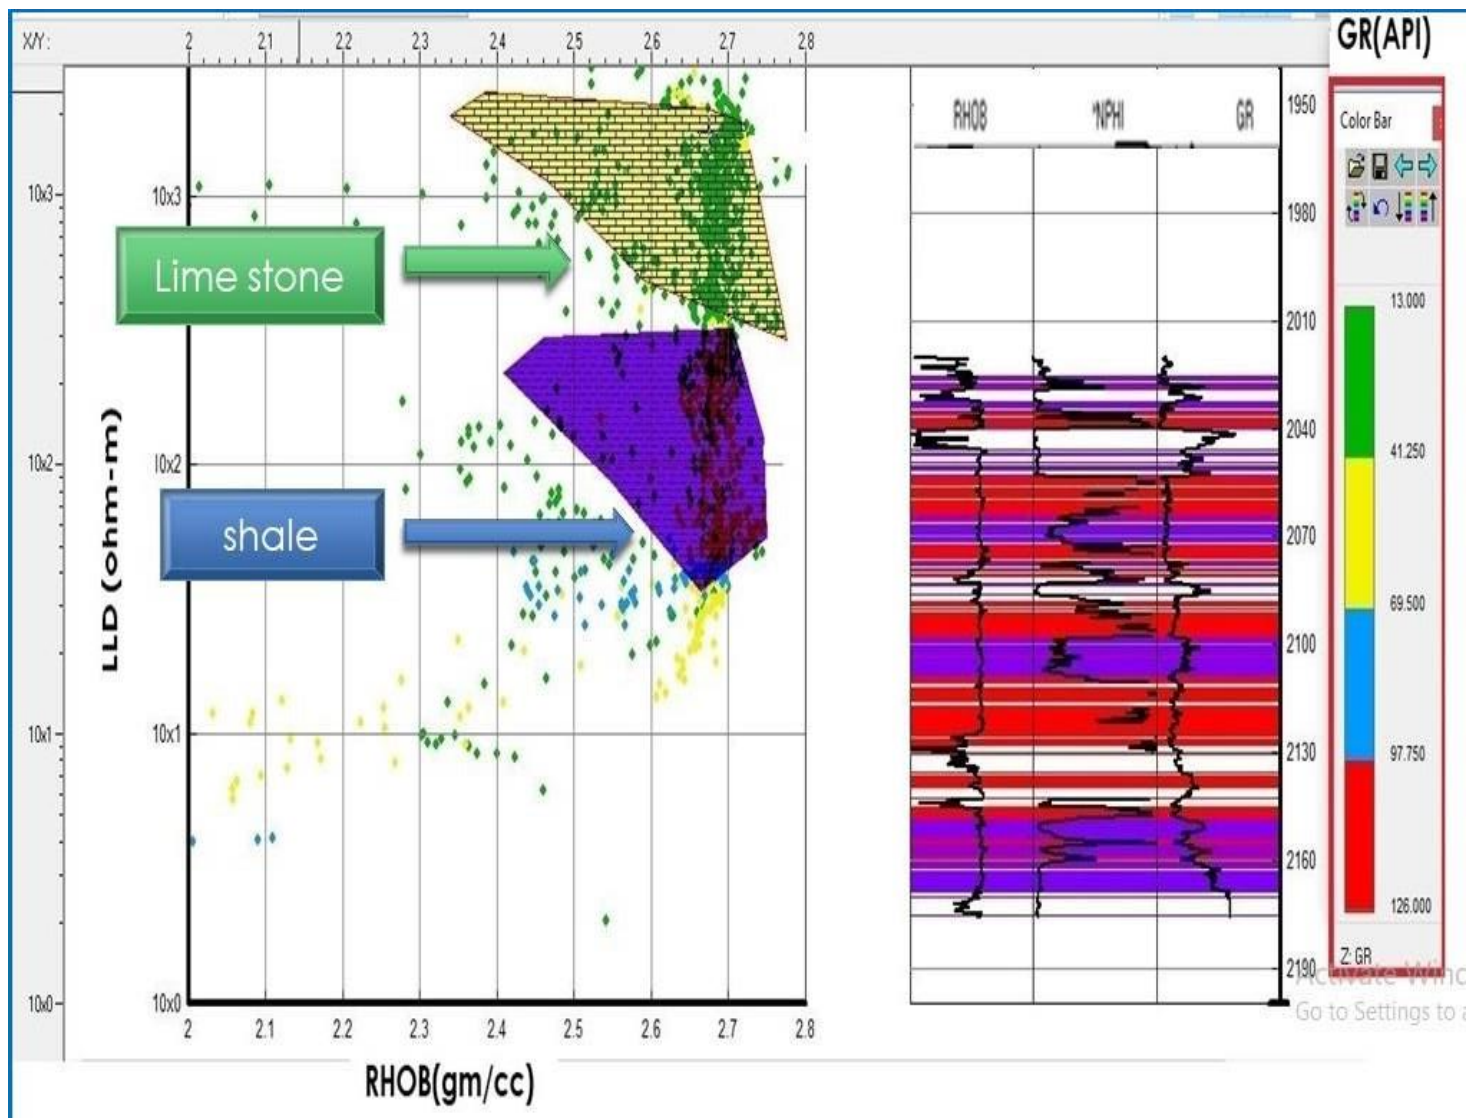 GR(API)
X/Y:
2 2.1 2.2 2.3 2.4 2.5 2.6 2.7 2.8
10x3
10x2
10x1
10x0
10x3
10x2
10x1
10x0
LLD (ohm-m)
Lime stone
shale
2 2.1 2.2 2.3 2.4 2.5 2.6 2.7 2.8
RHOB(gm/cc)
RHOB NPHI GR
1950
1980
2010
2040
2070
2100
2130
2160
2190
Color Bar
13.000
41.250
69.500
97.750
126.000
Z: GR
Activate Wind
Go to Settings to a